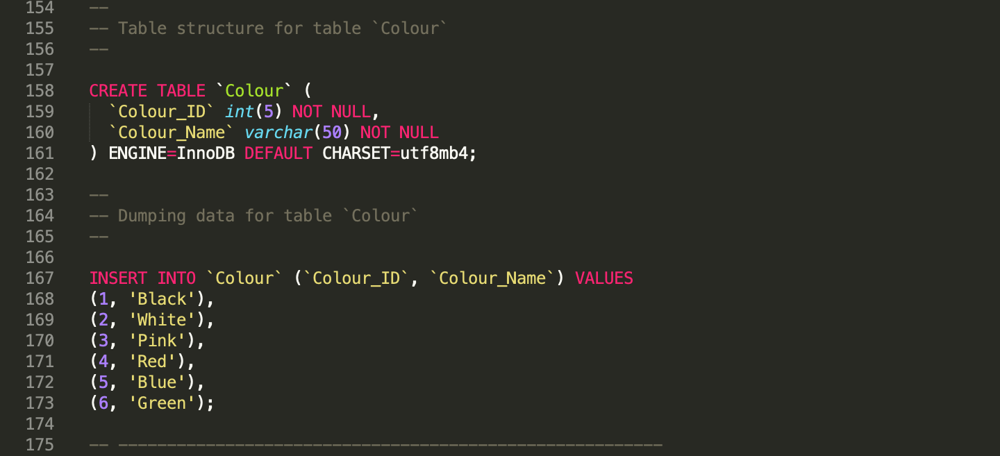 154 --
155 -- Table structure for table `Colour`
156 --
157
158 CREATE TABLE `Colour` (
159   `Colour_ID` int(5) NOT NULL,
160   `Colour_Name` varchar(50) NOT NULL
161 ) ENGINE=InnoDB DEFAULT CHARSET=utf8mb4;
162
163 --
164 -- Dumping data for table `Colour`
165 --
166
167 INSERT INTO `Colour` (`Colour_ID`, `Colour_Name`) VALUES
168 (1, 'Black'),
169 (2, 'White'),
170 (3, 'Pink'),
171 (4, 'Red'),
172 (5, 'Blue'),
173 (6, 'Green');
174
175 -- --------------------------------------------------------